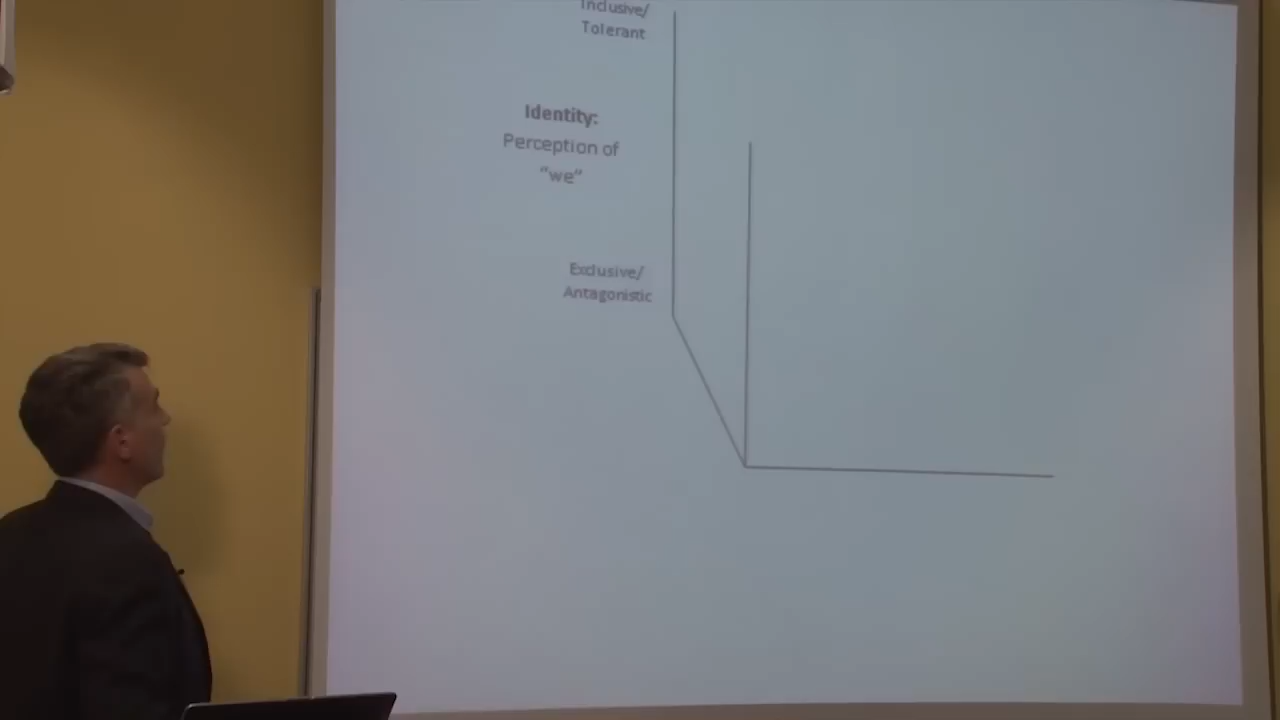 Inclusive/
Tolerant
Identity:
Perception of
“we”
Exclusive/
Antagonistic